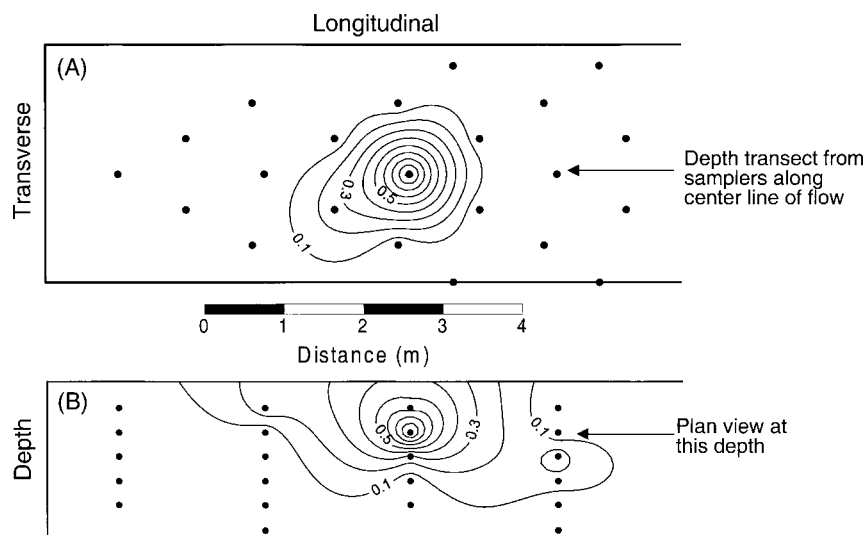 Longitudinal
(A)
Transverse
0.3
0.5
0.1
Depth transect from
samplers along
center line of flow
0 1 2 3 4
Distance (m)
(B)
Depth
0.5
0.3
0.1
0.1
Plan view at
this depth